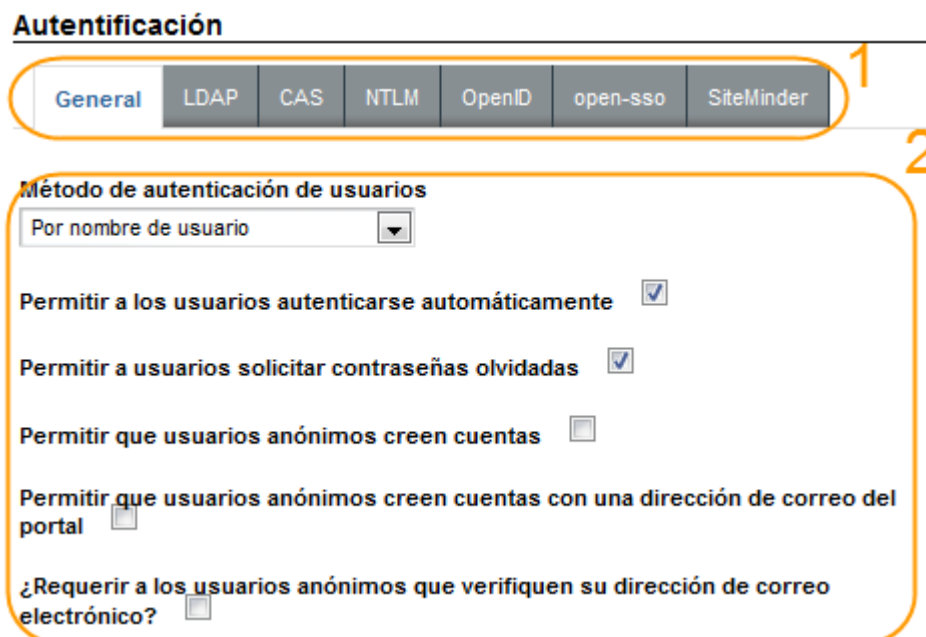 Autentificación
1
General LDAP CAS NTLM OpenID open-sso SiteMinder
2
Método de autenticación de usuarios
Por nombre de usuario
Permitir a los usuarios autenticarse automáticamente
Permitir a usuarios solicitar contraseñas olvidadas
Permitir que usuarios anónimos creen cuentas
Permitir que usuarios anónimos creen cuentas con una dirección de correo del
portal
¿Requerir a los usuarios anónimos que verifiquen su dirección de correo
electrónico?